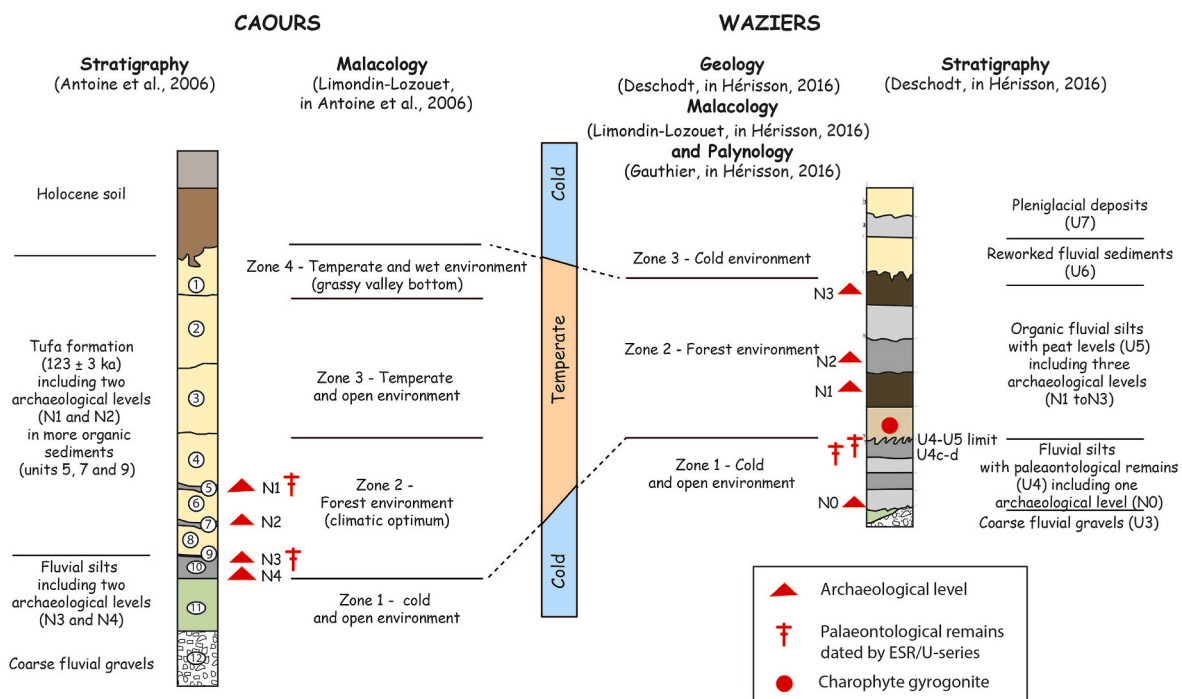 CAOURS
WAZIERS
Stratigraphy
(Antoine et al., 2006)
Malacology
(Limondin-Lozouet,
in Antoine et al., 2006)
Geology
(Deschodt, in Hérisson, 2016)
Malacology
(Limondin-Lozouet, in Hérisson, 2016)
and Palynology
(Gauthier, in Hérisson, 2016)
Stratigraphy
(Deschodt, in Hérisson, 2016)
Holocene soil
Tufa formation
(123 ± 3 ka)
including two
archaeological levels
(N1 and N2)
in more organic
sediments
(units 5, 7 and 9)
Fluvial silts
including two
archaeological levels
(N3 and N4)
Coarse fluvial gravels
1
2
3
4
5
6
7
8
9
10
11
12
N1
N2
N3
N4
Zone 4 - Temperate and wet environment
(grassy valley bottom)
Zone 3 - Temperate
and open environment
Zone 2 -
Forest environment
(climatic optimum)
Zone 1 - cold
and open environment
Cold
Temperate
Cold
Zone 3 - Cold environment
Zone 2 - Forest environment
Zone 1 - Cold
and open environment
N3
N2
N1
N0
U4-U5 limit
U4c-d
Pleniglacial deposits
(U7)
Reworked fluvial sediments
(U6)
Organic fluvial silts
with peat levels (U5)
including three
archaeological levels
(N1 toN3)
Fluvial silts
with palaeontological remains
(U4) including one
archaeological level (N0)
Coarse fluvial gravels (U3)
Archaeological level
Palaeontological remains
dated by ESR/U-series
Charophyte gyrogonite